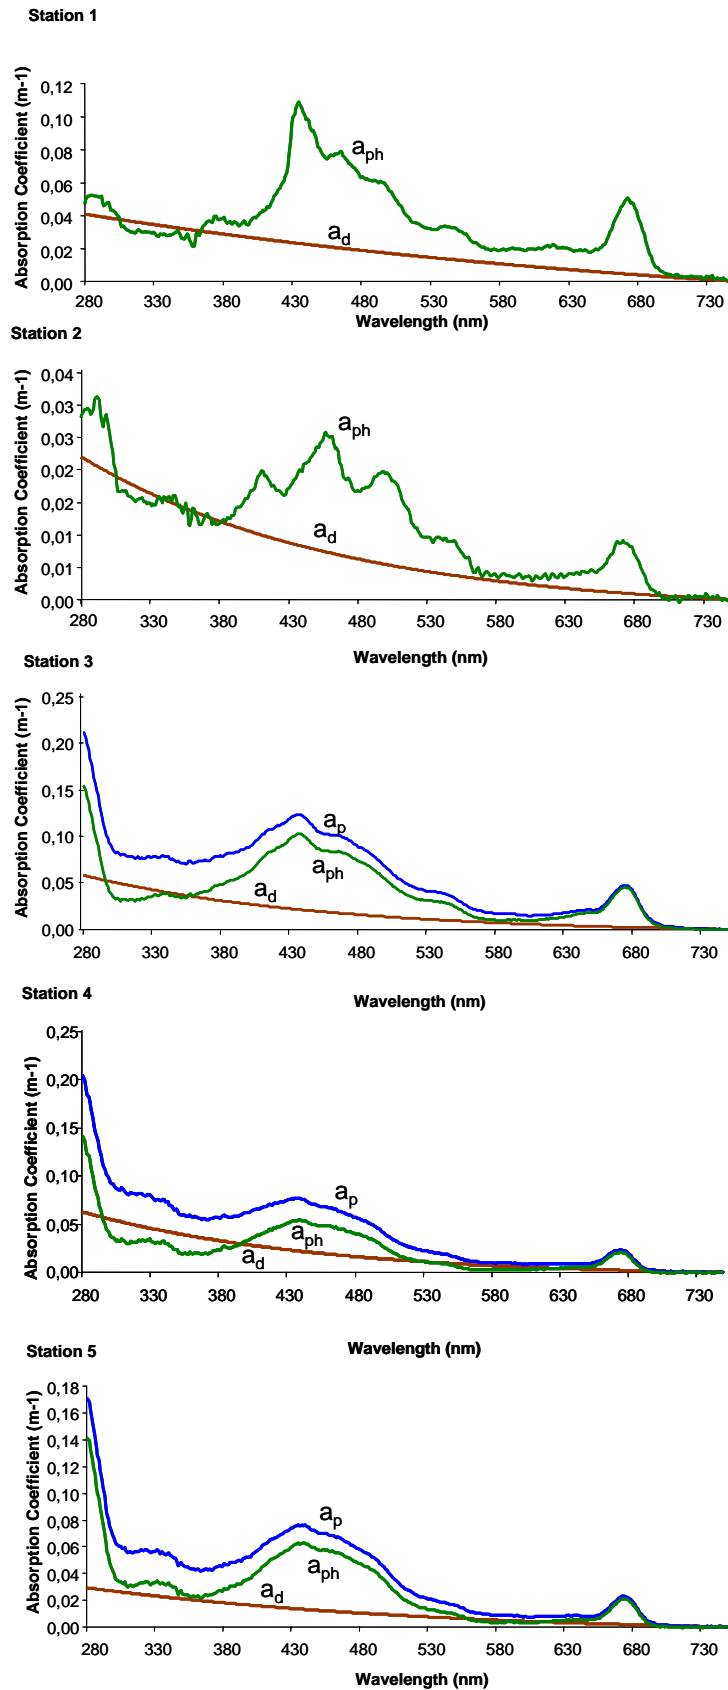 Station 1
Absorption Coefficient (m-1)
0,12
0,10
0,08
0,06
0,04
0,02
0,00
aph
ad
280 330 380 430 480 530 580 630 680 730
Wavelength (nm)
Station 2
Absorption Coefficient (m-1)
0,04
0,03
0,03
0,02
0,02
0,01
0,01
0,00
aph
ad
280 330 380 430 480 530 580 630 680 730
Wavelength (nm)
Station 3
Absorption Coefficient (m-1)
0,25
0,20
0,15
0,10
0,05
0,00
ap
aph
ad
280 330 380 430 480 530 580 630 680 730
Wavelength (nm)
Station 4
Absorption Coefficient (m-1)
0,25
0,20
0,15
0,10
0,05
0,00
ap
aph
ad
280 330 380 430 480 530 580 630 680 730
Wavelength (nm)
Station 5
Absorption Coefficient (m-1)
0,18
0,16
0,14
0,12
0,10
0,08
0,06
0,04
0,02
0,00
ap
aph
ad
280 330 380 430 480 530 580 630 680 730
Wavelength (nm)